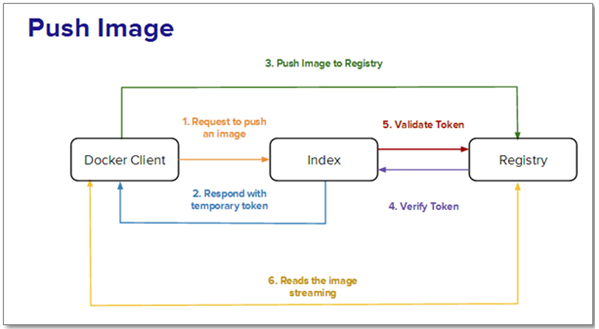 Push Image
3. Push Image to Registry
1. Request to push
an image
5. Validate Token
Docker Client
Index
Registry
2. Respond with
temporary token
4. Verify Token
6. Reads the image
streaming